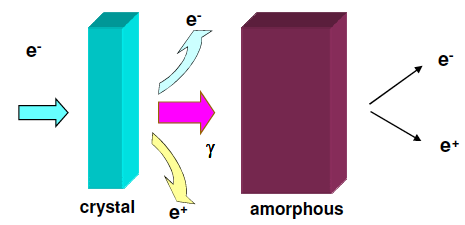 e-
e-
γ
e+
crystal
amorphous
e-
e+